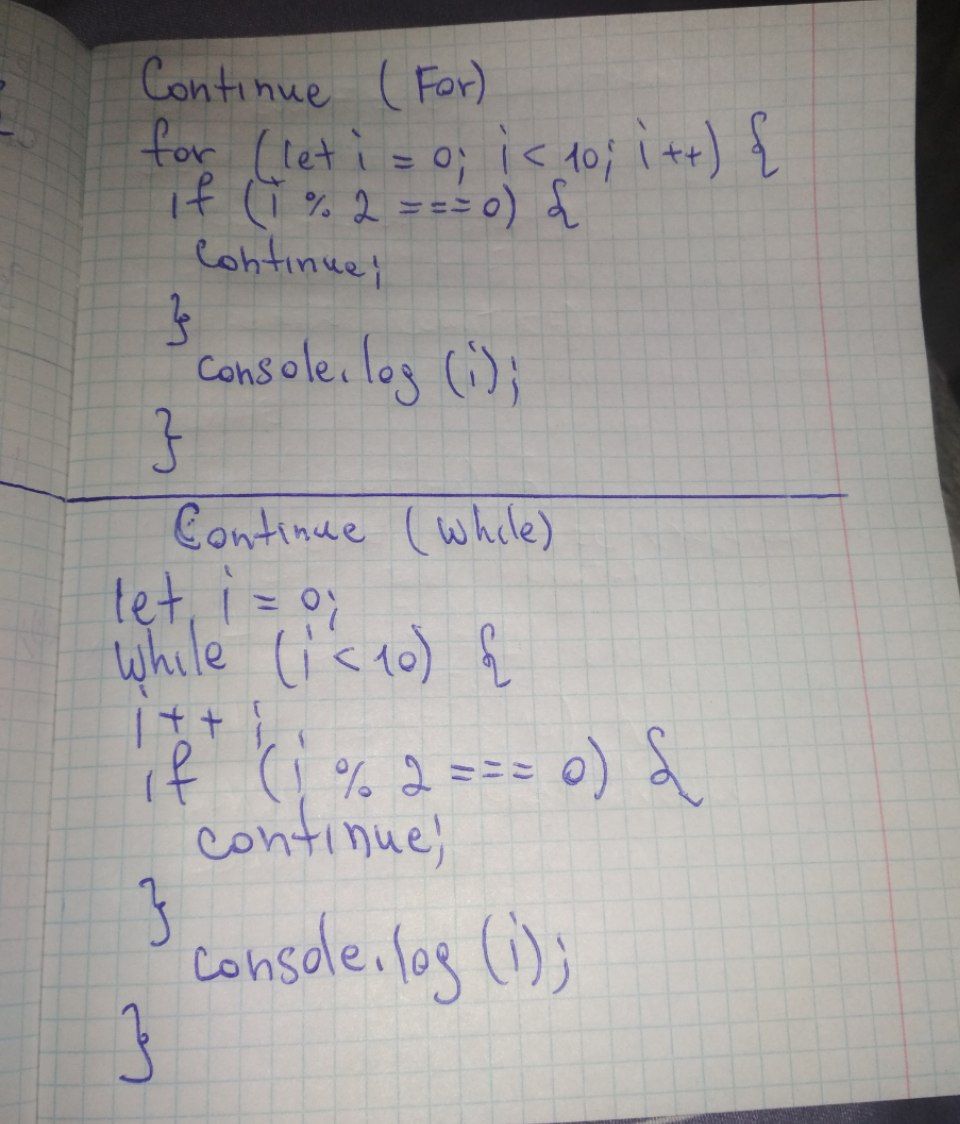 Continue (For)
for (let i = 0; i < 10; i ++) {
if (i % 2 === 0) {
Continue;
}
console.log (i);
}
Continue (While)
let i = 0;
While (i < 10) {
i + + ;
if (i % 2 === 0) {
continue;
}
console.log (i);
}